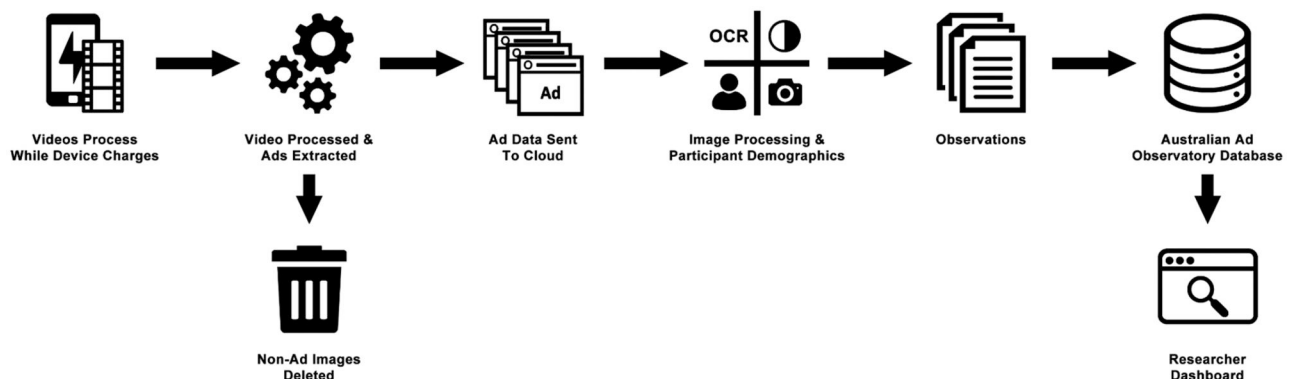 OCR
Ad
Videos Process
While Device Charges
Video Processed &
Ads Extracted
Ad Data Sent
To Cloud
Image Processing &
Participant Demographics
Observations
Australian Ad
Observatory Database
Non-Ad Images
Deleted
Researcher
Dashboard